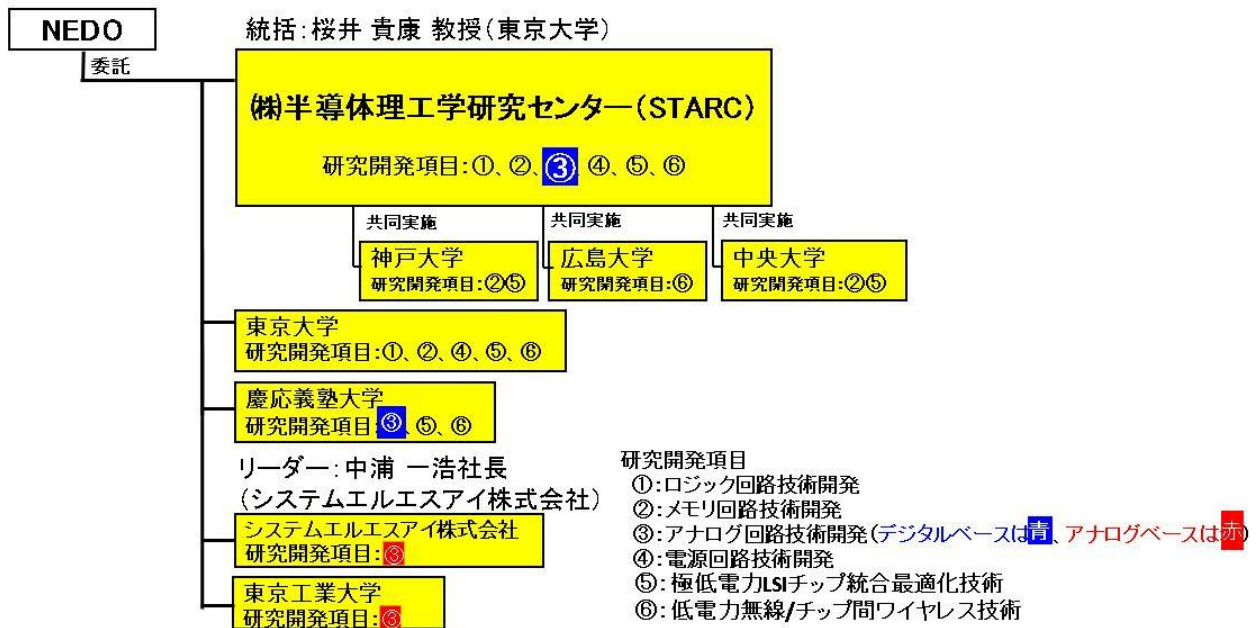 NEDO
統括:桜井 貴康 教授(東京大学)
委託
㈱半導体理工学研究センター(STARC)
研究開発項目:①、②、③、④、⑤、⑥
共同実施
共同実施
共同実施
神戸大学
研究開発項目:②⑤
広島大学
研究開発項目:⑥
中央大学
研究開発項目:②⑤
東京大学
研究開発項目:①、②、④、⑤、⑥
慶応義塾大学
研究開発項目:③、⑤、⑥
リーダー:中浦 一浩社長
(システムエルエスアイ株式会社)
システムエルエスアイ株式会社
研究開発項目:③
東京工業大学
研究開発項目:③
研究開発項目
①:ロジック回路技術開発
②:メモリ回路技術開発
③:アナログ回路技術開発(デジタルベースは青、アナログベースは赤)
④:電源回路技術開発
⑤:極低電力LSIチップ統合最適化技術
⑥:低電力無線/チップ間ワイヤレス技術